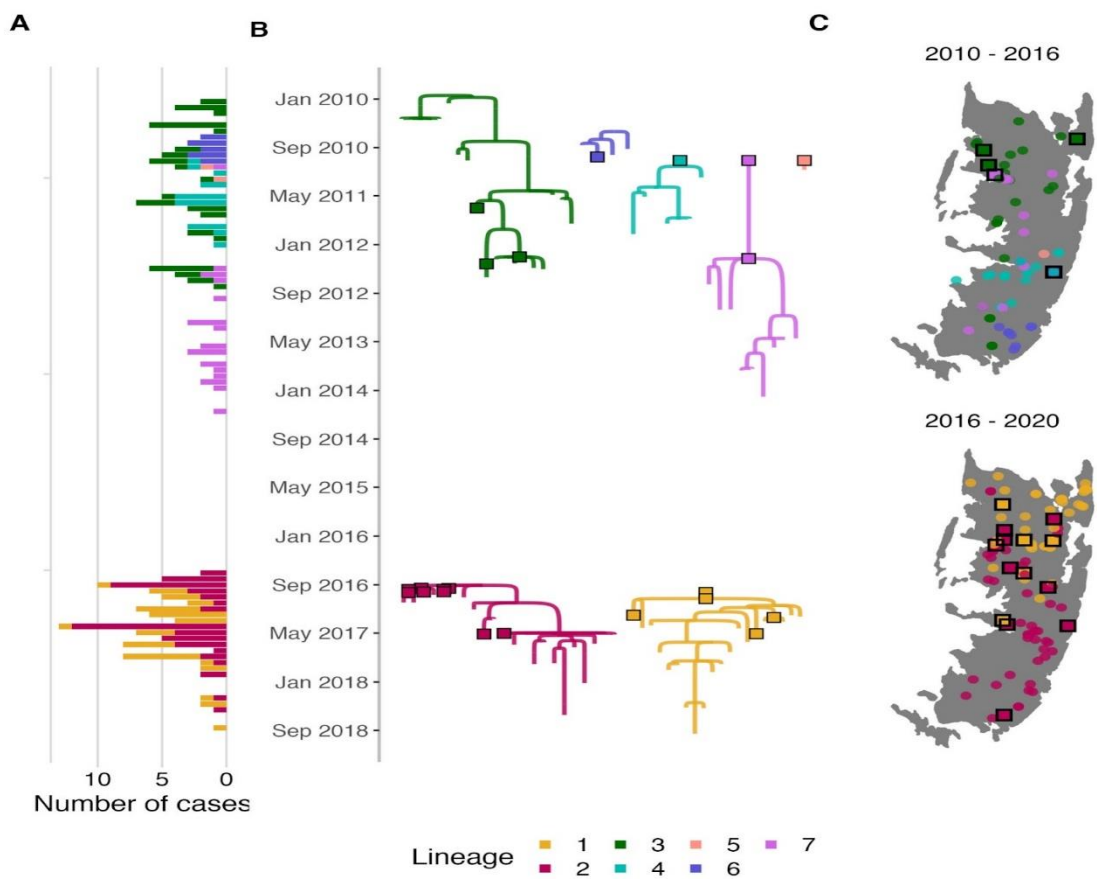 A
B
C
2010 - 2016
Jan 2010
Sep 2010
May 2011
Jan 2012
Sep 2012
May 2013
Jan 2014
Sep 2014
May 2015
Jan 2016
Sep 2016
May 2017
Jan 2018
Sep 2018
2016 - 2020
10 5 0
Number of cases
Lineage
1 3 5 7
2 4 6